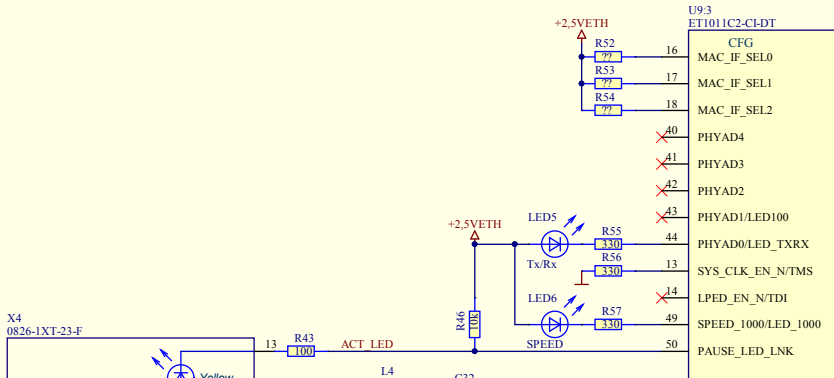 U9:3
ET1011C2-CI-DT
+2,5VETH
CFG
R52
??
16
MAC_IF_SEL0
R53
??
17
MAC_IF_SEL1
R54
??
18
MAC_IF_SEL2
40
PHYAD4
41
PHYAD3
42
PHYAD2
43
PHYAD1/LED100
+2,5VETH
LED5
Tx/Rx
R55
330
44
PHYAD0/LED_TXRX
R56
330
13
SYS_CLK_EN_N/TMS
14
LPED_EN_N/TDI
R46
10k
LED6
SPEED
R57
330
49
SPEED_1000/LED_1000
X4
0826-1XT-23-F
13
R43
100
ACT_LED
50
PAUSE_LED_LNK
Yellow
L4
C32